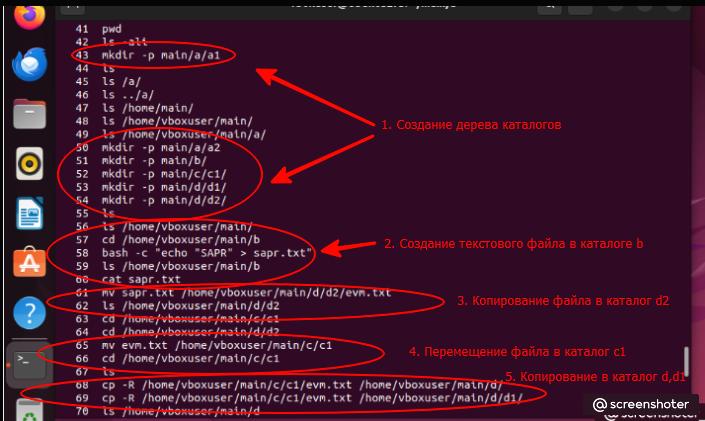 41 pwd
42 ls -ali
43 mkdir -p main/a/a1
44 ls
45 ls /a/
46 ls ../a/
47 ls /home/main/
48 ls /home/vboxuser/main/
49 ls /home/vboxuser/main/a/
1. Создание дерева каталогов
50 mkdir -p main/a/a2
51 mkdir -p main/b/
52 mkdir -p main/c/c1/
53 mkdir -p main/d/d1/
54 mkdir -p main/d/d2/
55 ls
56 ls /home/vboxuser/main/
57 cd /home/vboxuser/main/b
2. Создание текстового файла в каталоге b
58 bash -c "echo "SAPR" > sapr.txt"
59 ls /home/vboxuser/main/b
60 cat sapr.txt
61 mv sapr.txt /home/vboxuser/main/d/d2/evm.txt
3. Копирование файла в каталог d2
62 ls /home/vboxuser/main/d/d2
63 cd /home/vboxuser/main/c/c1
64 cd /home/vboxuser/main/d/d2
65 mv evm.txt /home/vboxuser/main/c/c1
4. Перемещение файла в каталог c1
66 cd /home/vboxuser/main/c/c1
67 ls
5. Копирование в каталог d,d1
68 cp -R /home/vboxuser/main/c/c1/evm.txt /home/vboxuser/main/d/
69 cp -R /home/vboxuser/main/c/c1/evm.txt /home/vboxuser/main/d/d1/
70 ls /home/vboxuser/main/d
@screenshoter
@screenshoter